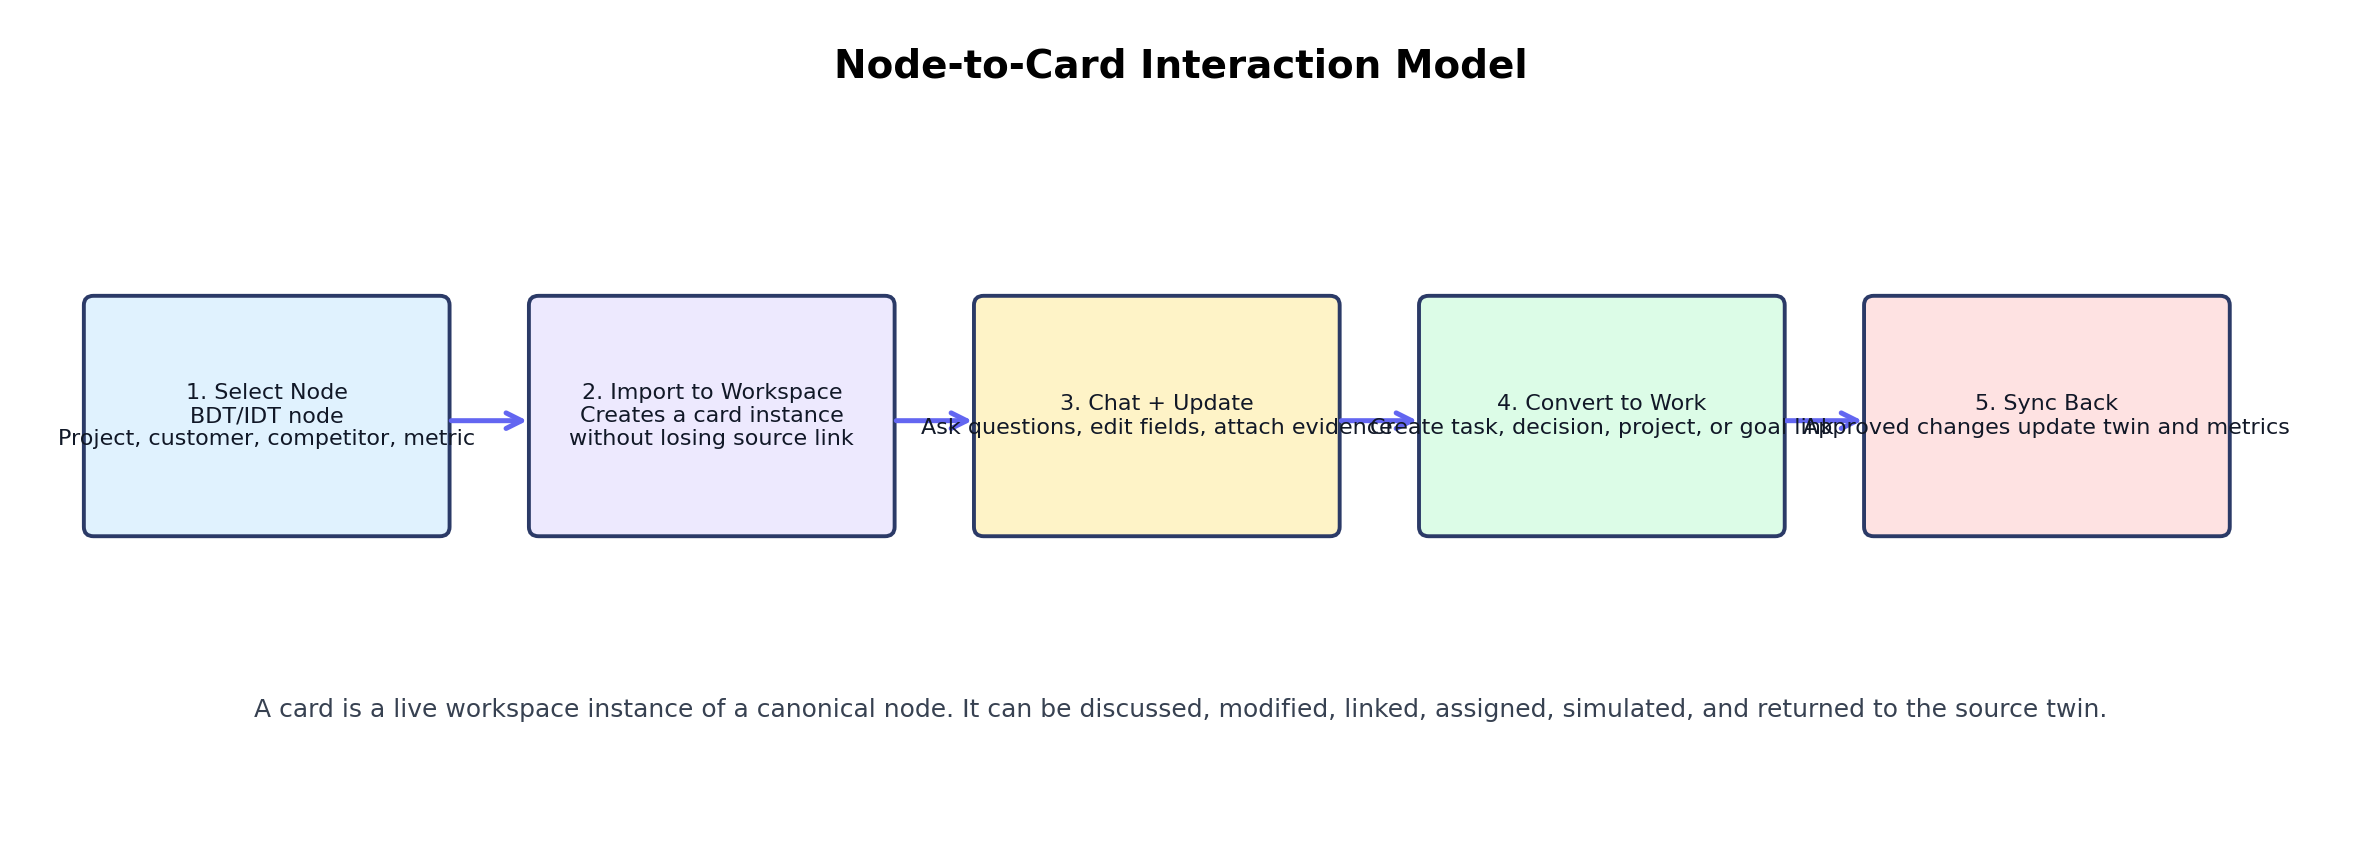 Node-to-Card Interaction Model
1. Select Node
BDT/IDT node
Project, customer, competitor, metric
2. Import to Workspace
Creates a card instance
without losing source link
3. Chat + Update
Ask questions, edit fields, attach evidence
4. Convert to Work
Create task, decision, project, or goal link
5. Sync Back
Approved changes update twin and metrics
A card is a live workspace instance of a canonical node. It can be discussed, modified, linked, assigned, simulated, and returned to the source twin.